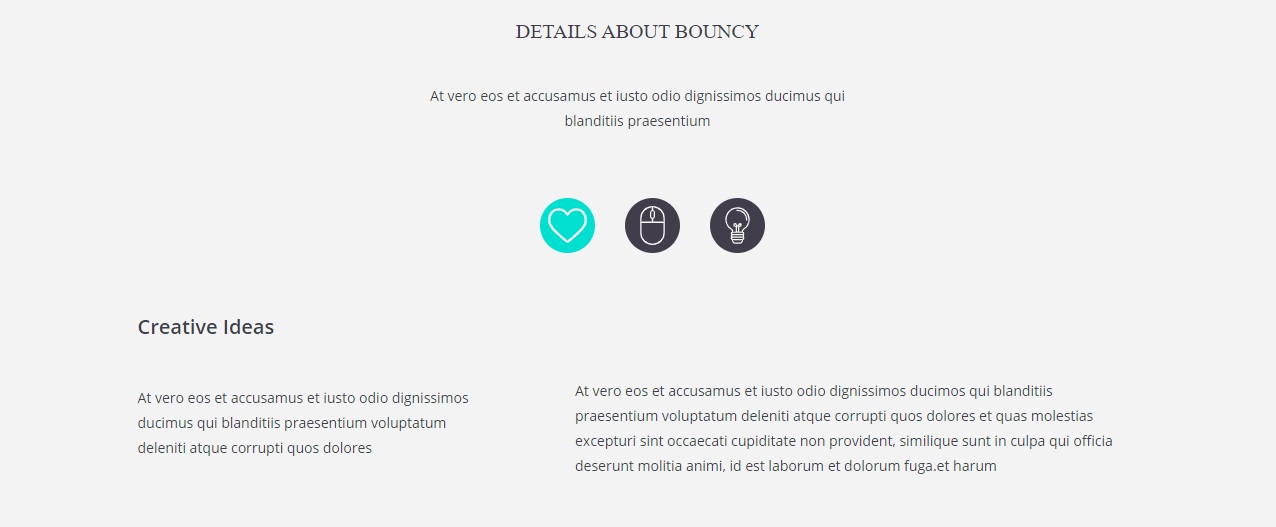 DETAILS ABOUT BOUNCY
At vero eos et accusamus et iusto odio dignissimos ducimus qui
blanditiis praesentium
Creative Ideas
At vero eos et accusamus et iusto odio dignissimos
ducimus qui blanditiis praesentium voluptatum
deleniti atque corrupti quos dolores
At vero eos et accusamus et iusto odio dignissimos ducimos qui blanditiis
praesentium voluptatum deleniti atque corrupti quos dolores et quas molestias
excepturi sint occaecati cupiditate non provident, similique sunt in culpa qui officia
deserunt molitia animi, id est laborum et dolorum fuga.et harum